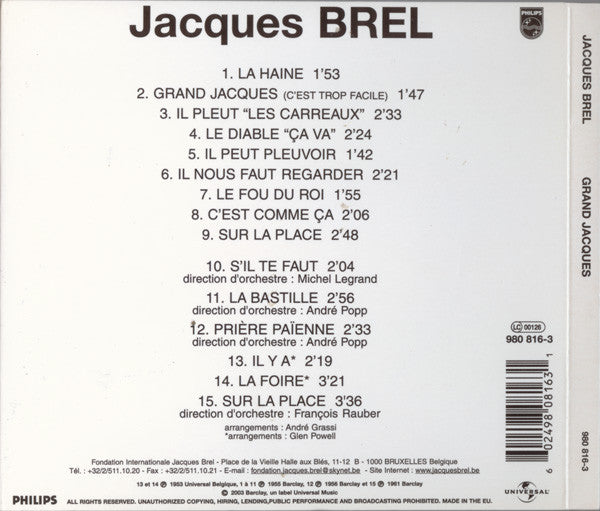 Jacques BREL
PHILIPS
1. LA HAINE 1'53
2. GRAND JACQUES (C'EST TROP FACILE) 1'47
3. IL PLEUT "LES CARREAUX" 2'33
4. LE DIABLE "ÇA VA" 2'24
5. IL PEUT PLEUVOIR 1'42
6. IL NOUS FAUT REGARDER 2'21
7. LE FOU DU ROI 1'55
8. C'EST COMME ÇA 2'06
9. SUR LA PLACE 2'48
10. S'IL TE FAUT 2'04
direction d'orchestre : Michel Legrand
11. LA BASTILLE 2'56
direction d'orchestre : André Popp
12. PRIÈRE PAÏENNE 2'33
direction d'orchestre : André Popp
13. IL Y A* 2'19
14. LA FOIRE* 3'21
15. SUR LA PLACE 3'36
direction d'orchestre : François Rauber
arrangements : André Grassi
*arrangements : Glen Powell
LC 00126
980 816-3
6 02498 08163 1
Fondation Internationale Jacques Brel - Place de la Vieille Halle aux Blés, 11-12 B - 1000 BRUXELLES Belgique
Tél. : +32/2/511.10.20 - Fax : +32/2/511.10.21 - E-mail : fondation.jacques.brel@skynet.be - Internet : www.jacquesbrel.be
13 et 14 ℗ 1953 Universal Belgique, 1 à 11 ℗ 1955 Barclay, 12 ℗ 1956 Barclay et 15 ℗ 1961 Barclay
© 2003 Barclay, un label Universal Music
PHILIPS
ALL RIGHTS RESERVED. UNAUTHORIZED COPYING, HIRING, LENDING, PUBLIC PERFORMANCE AND BROADCASTING PROHIBITED. MADE IN THE EU.
UNIVERSAL
JACQUES BREL
GRAND JACQUES
980 816-3